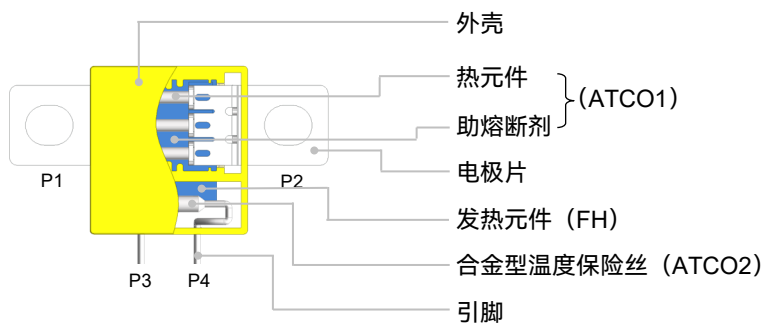 外壳
热元件
(ATCO1)
助熔断剂
电极片
P1
P2
发热元件（FH）
合金型温度保险丝（ATCO2）
P3
P4
引脚